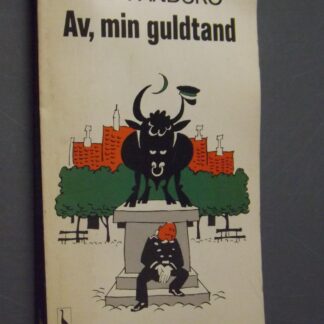 Av, min guldtand